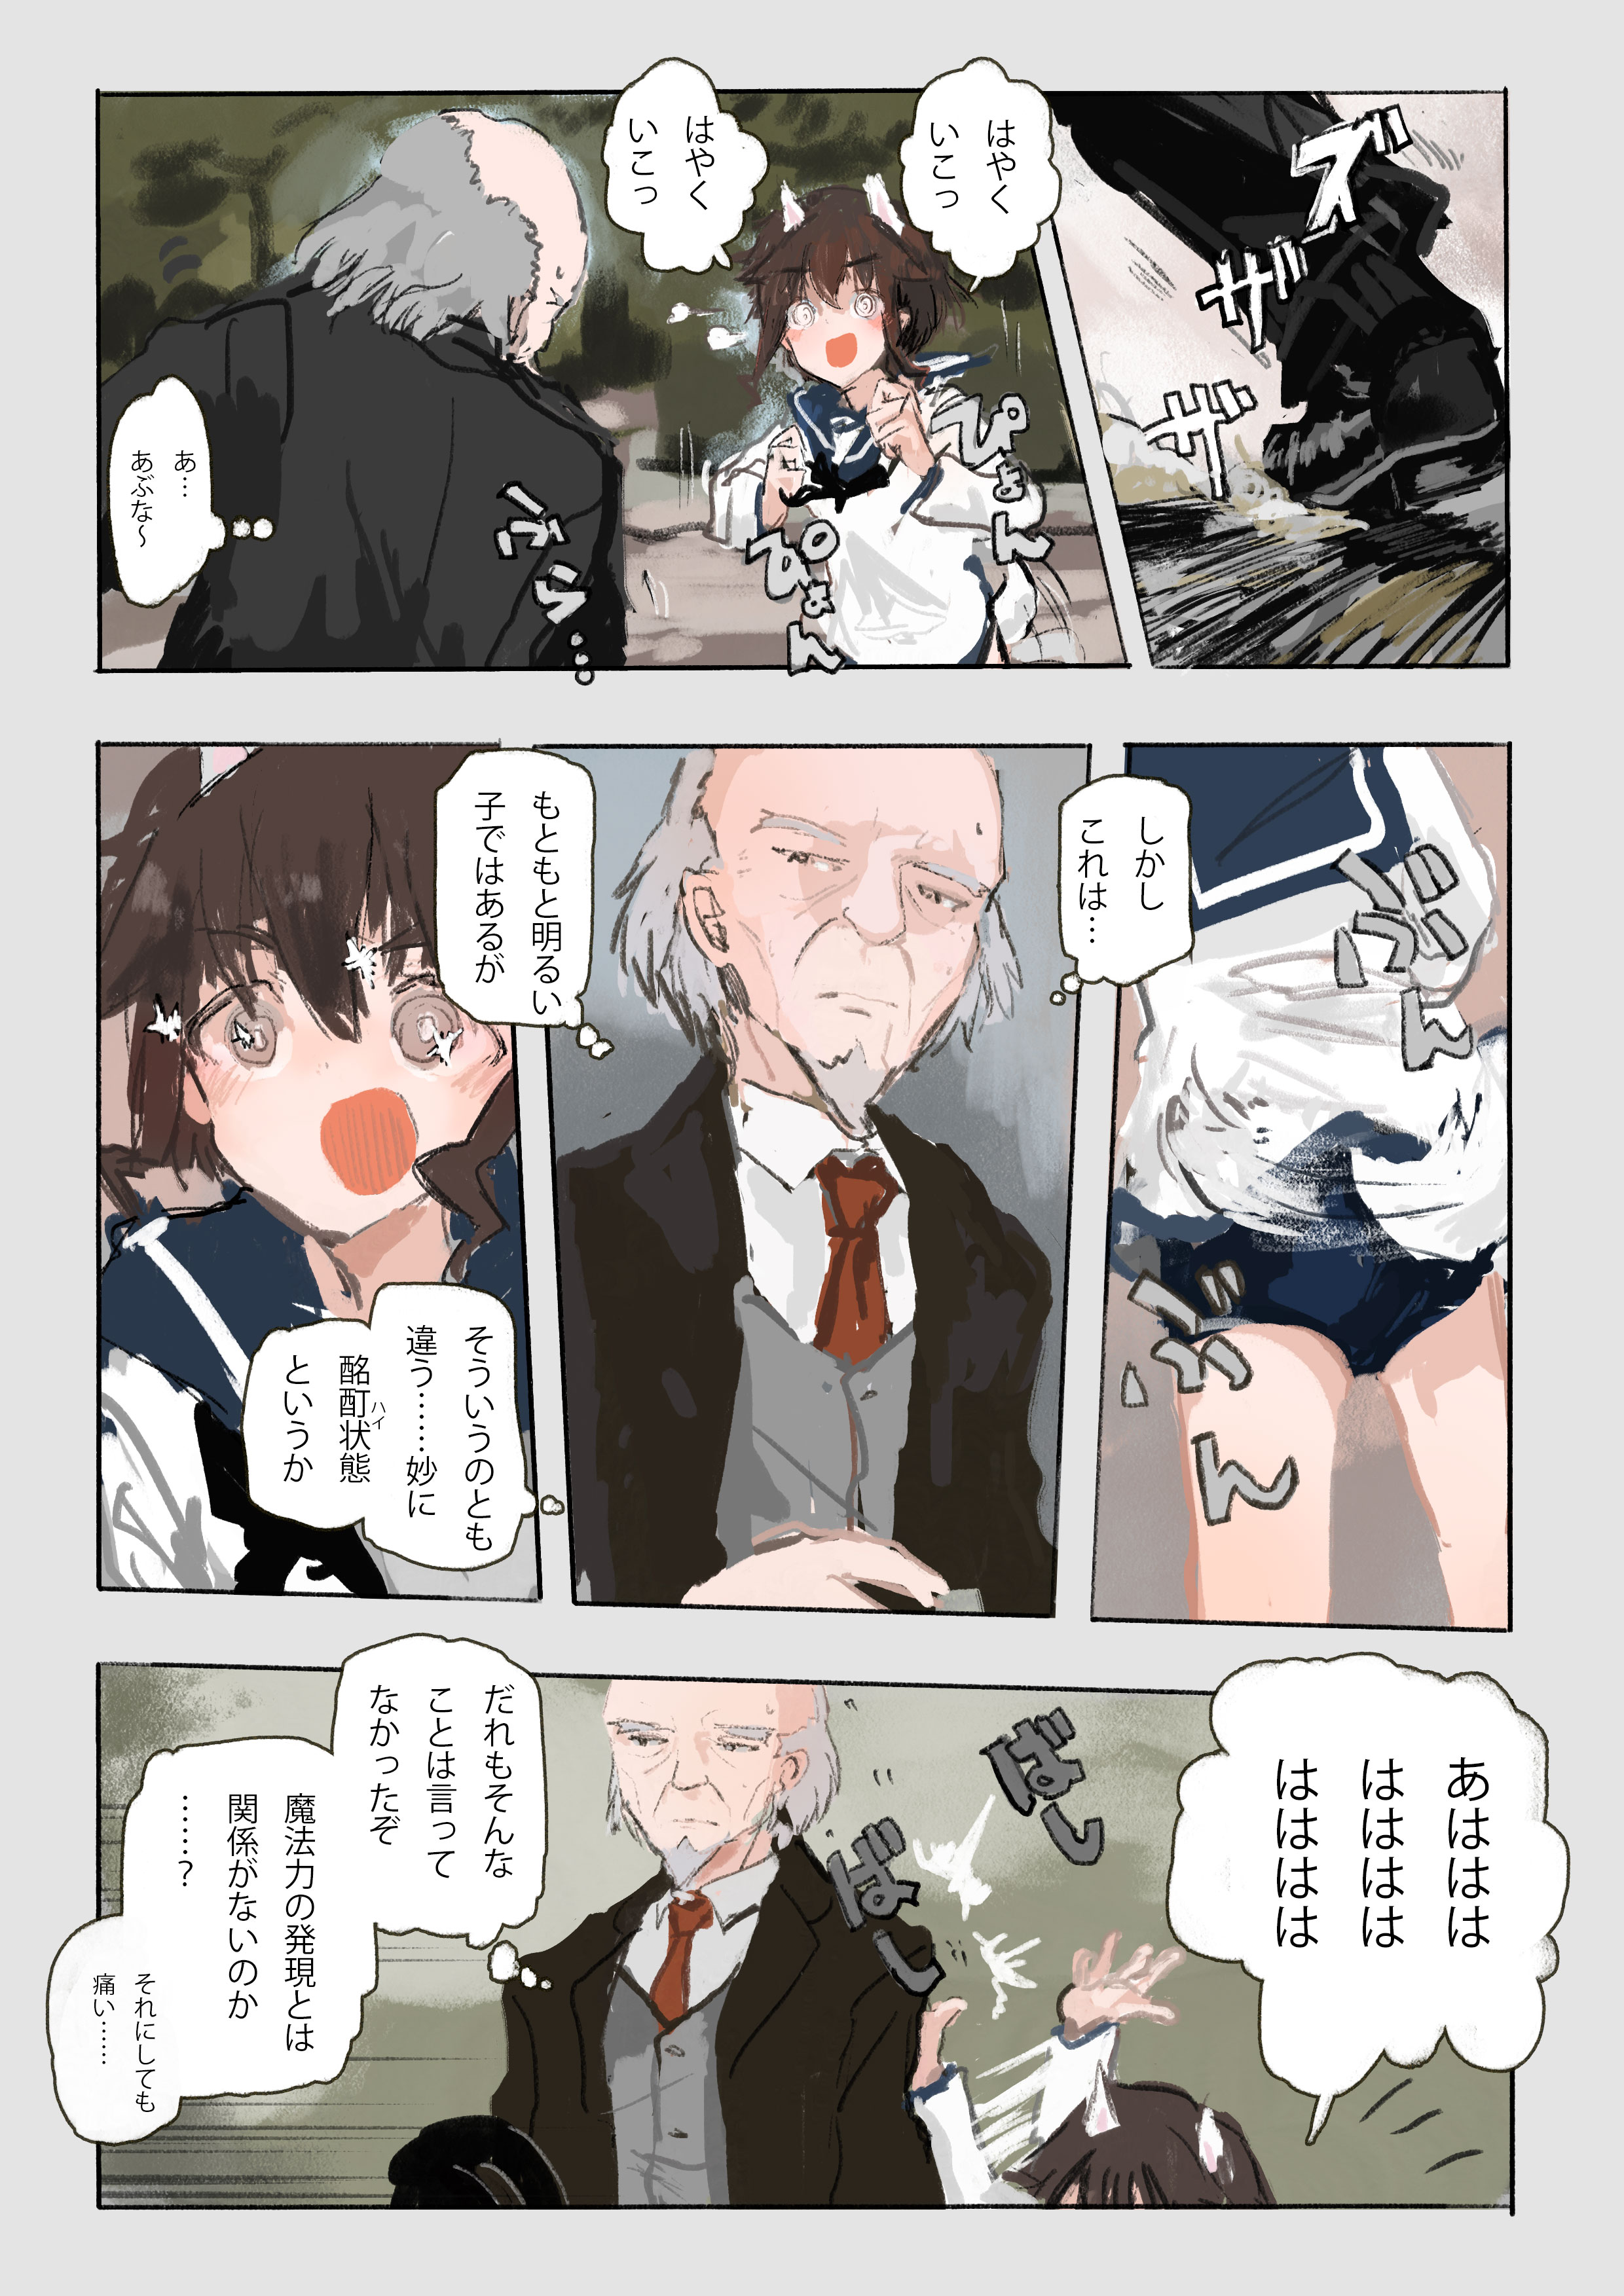 ズ
ザ
ザ
はやく
いこっ
はやく
いこっ
ぴょん
ぴょん
ふら…
あ…
あぶな～
ぶん
しかし
これは…
もともと明るい
子ではあるが
そういうのとも
違う……妙に
酩酊状態
ハイ
というか
あはははは
はははは
はははは
ばし
ばし
だれもそんな
ことは言って
なかったぞ
魔法力の発現とは
関係がないのか
……？
それにしても
痛い……